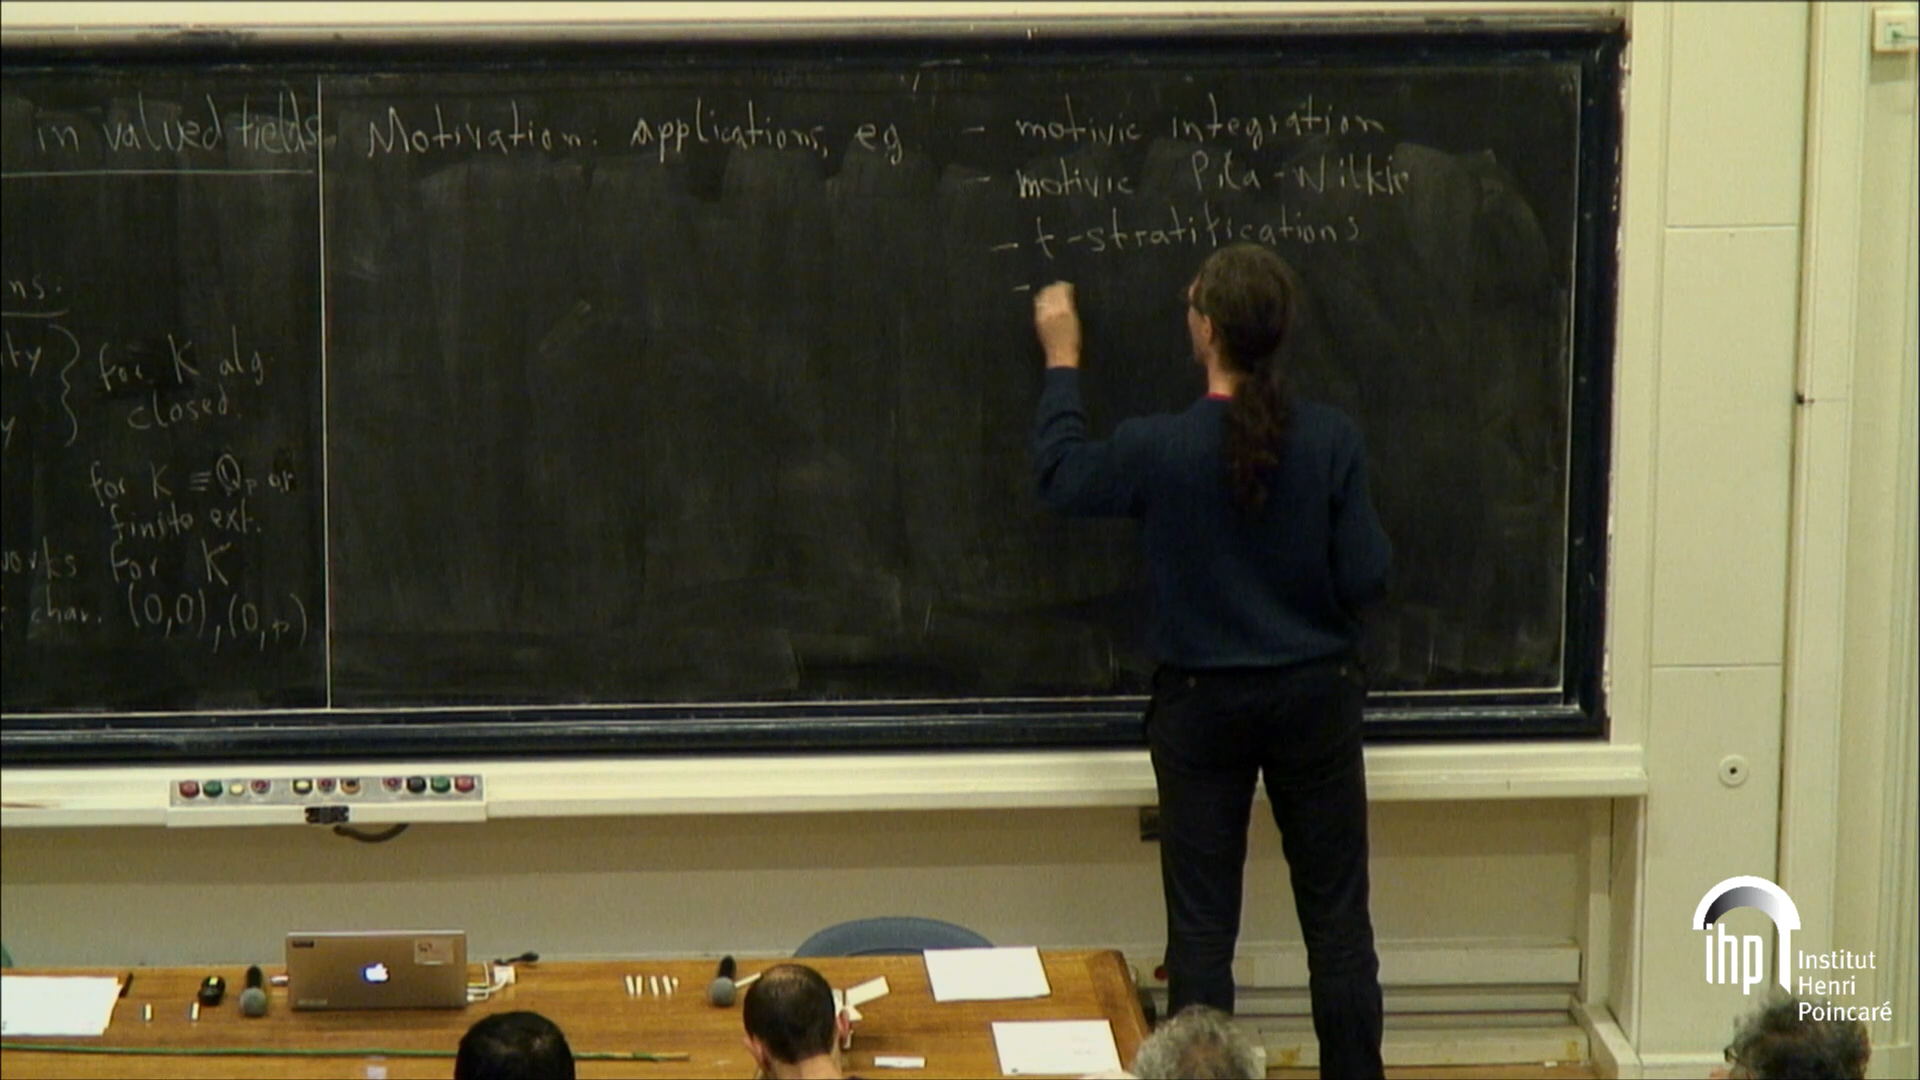 in valued fields
ns.
ity } for K alg.
closed.
y
for K ≡ Q_p or
finite ext.
works for K
char. (0,0), (0,p)
Motivation: applications, eg
- motivic integration
- motivic Pila-Wilkie
- t-stratifications
-
ihp
Institut
Henri
Poincaré